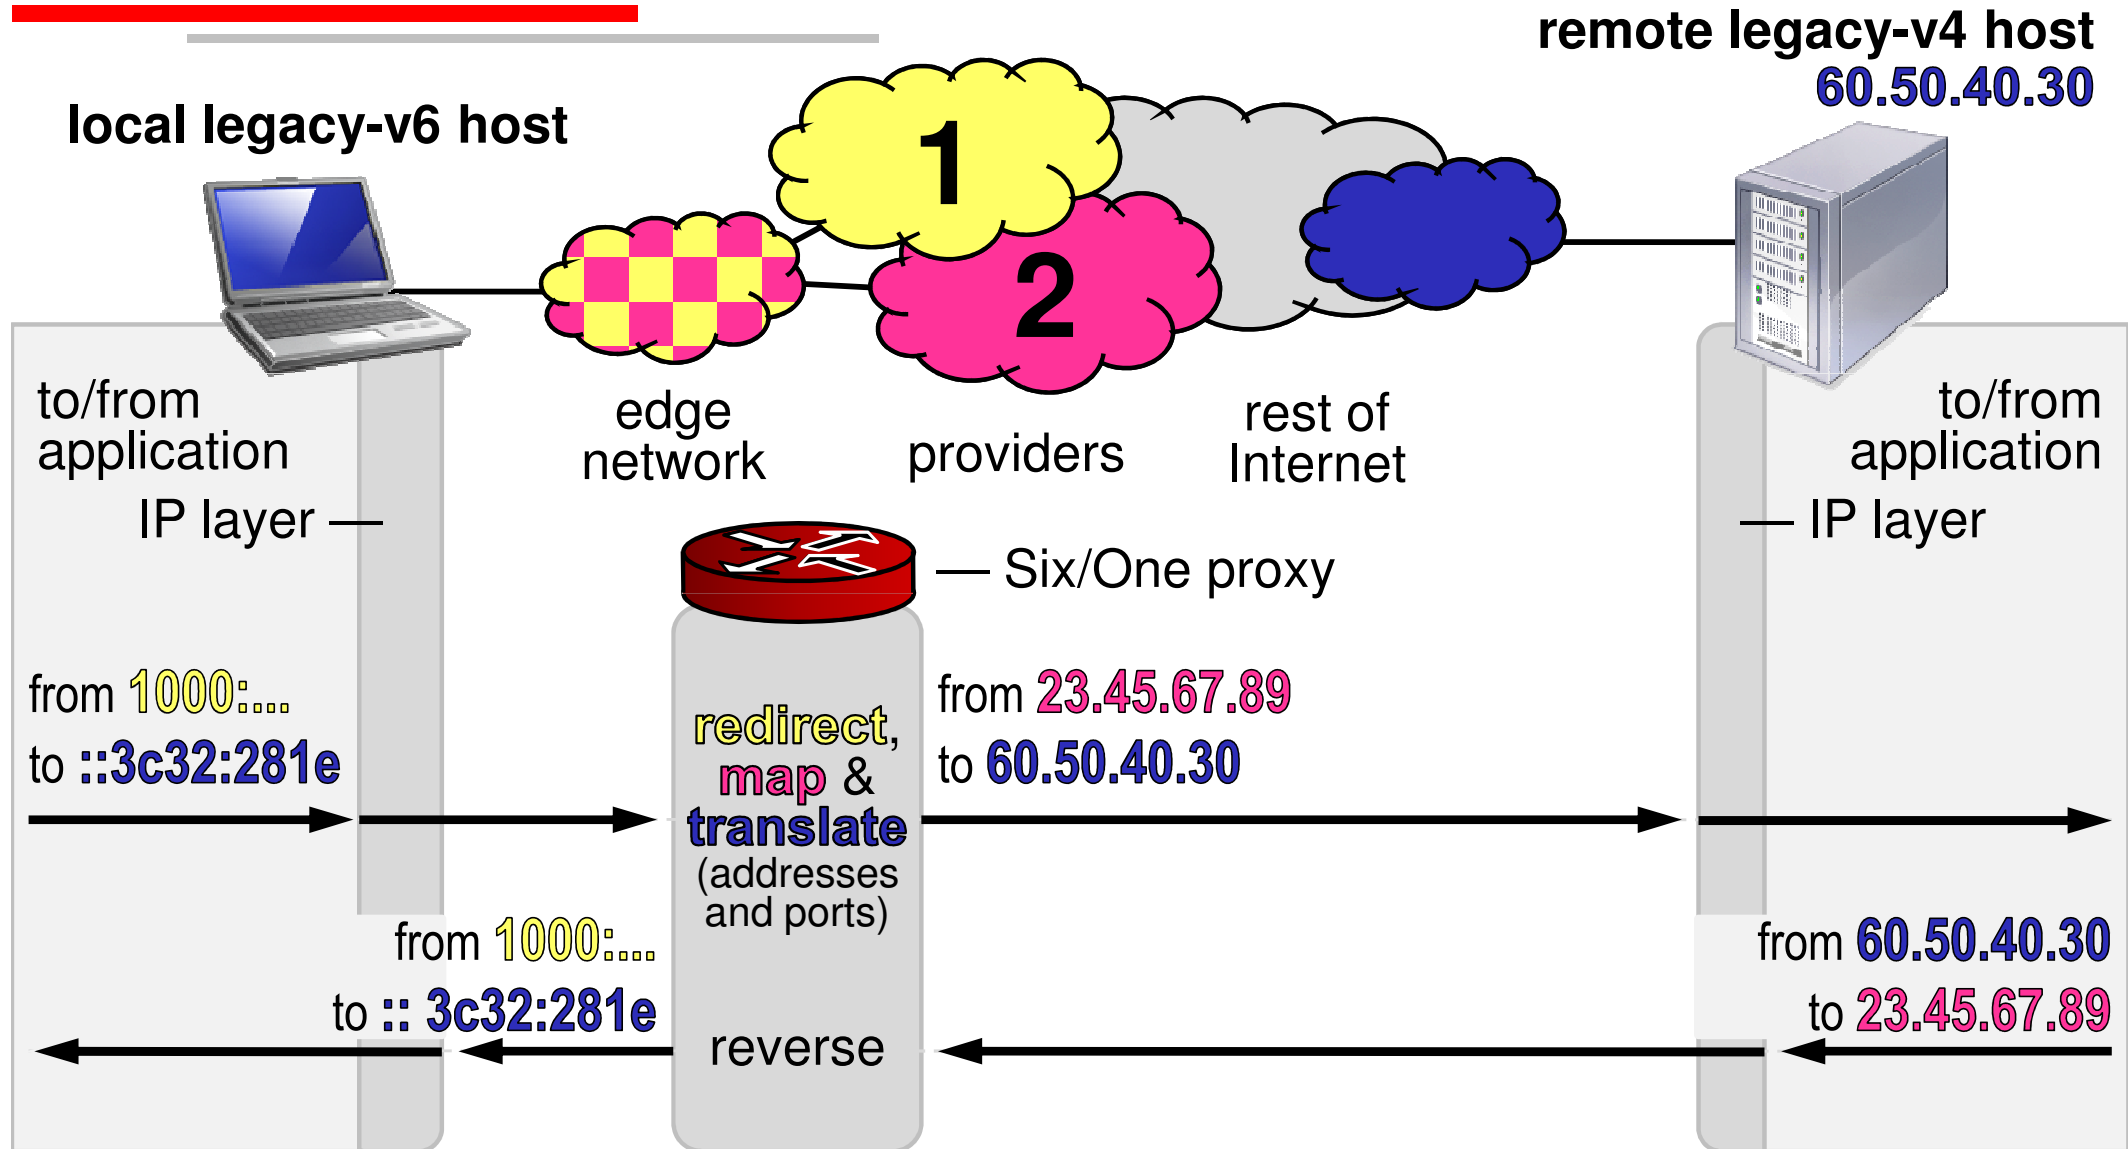 remote legacy-v4 host
60.50.40.30
local legacy-v6 host
1
2
to/from
application
IP layer
edge
network
providers
rest of
Internet
to/from
application
IP layer
Six/One proxy
from 1000:...
to ::3c32:281e
redirect,
map &
translate
(addresses
and ports)
from 23.45.67.89
to 60.50.40.30
from 1000:...
to :: 3c32:281e
reverse
from 60.50.40.30
to 23.45.67.89